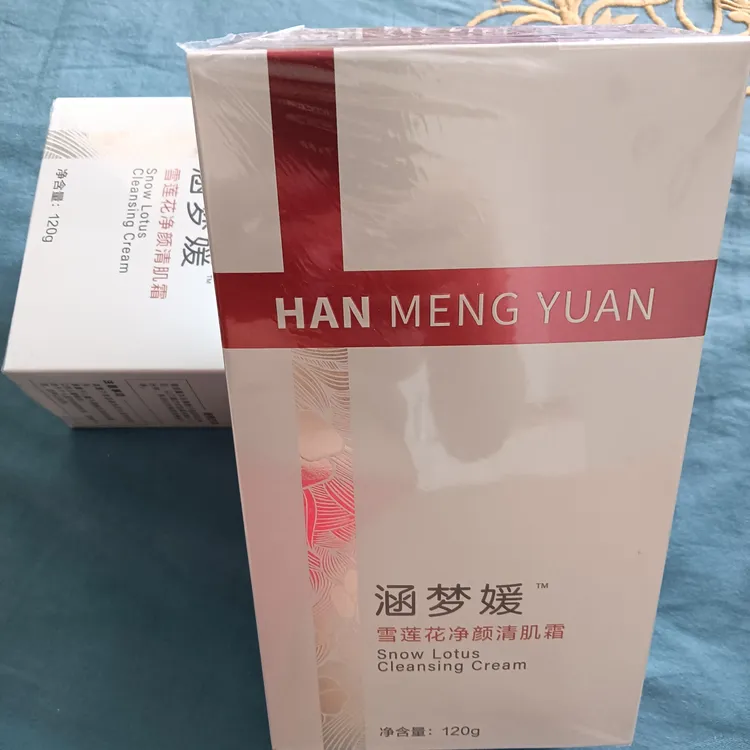 HAN MENG YUAN
涵梦媛™
雪莲花净颜清肌霜
Snow Lotus
Cleansing Cream
净含量：120g
涵梦媛™
雪莲花净颜清肌霜
Snow Lotus
Cleansing Cream
净含量：120g